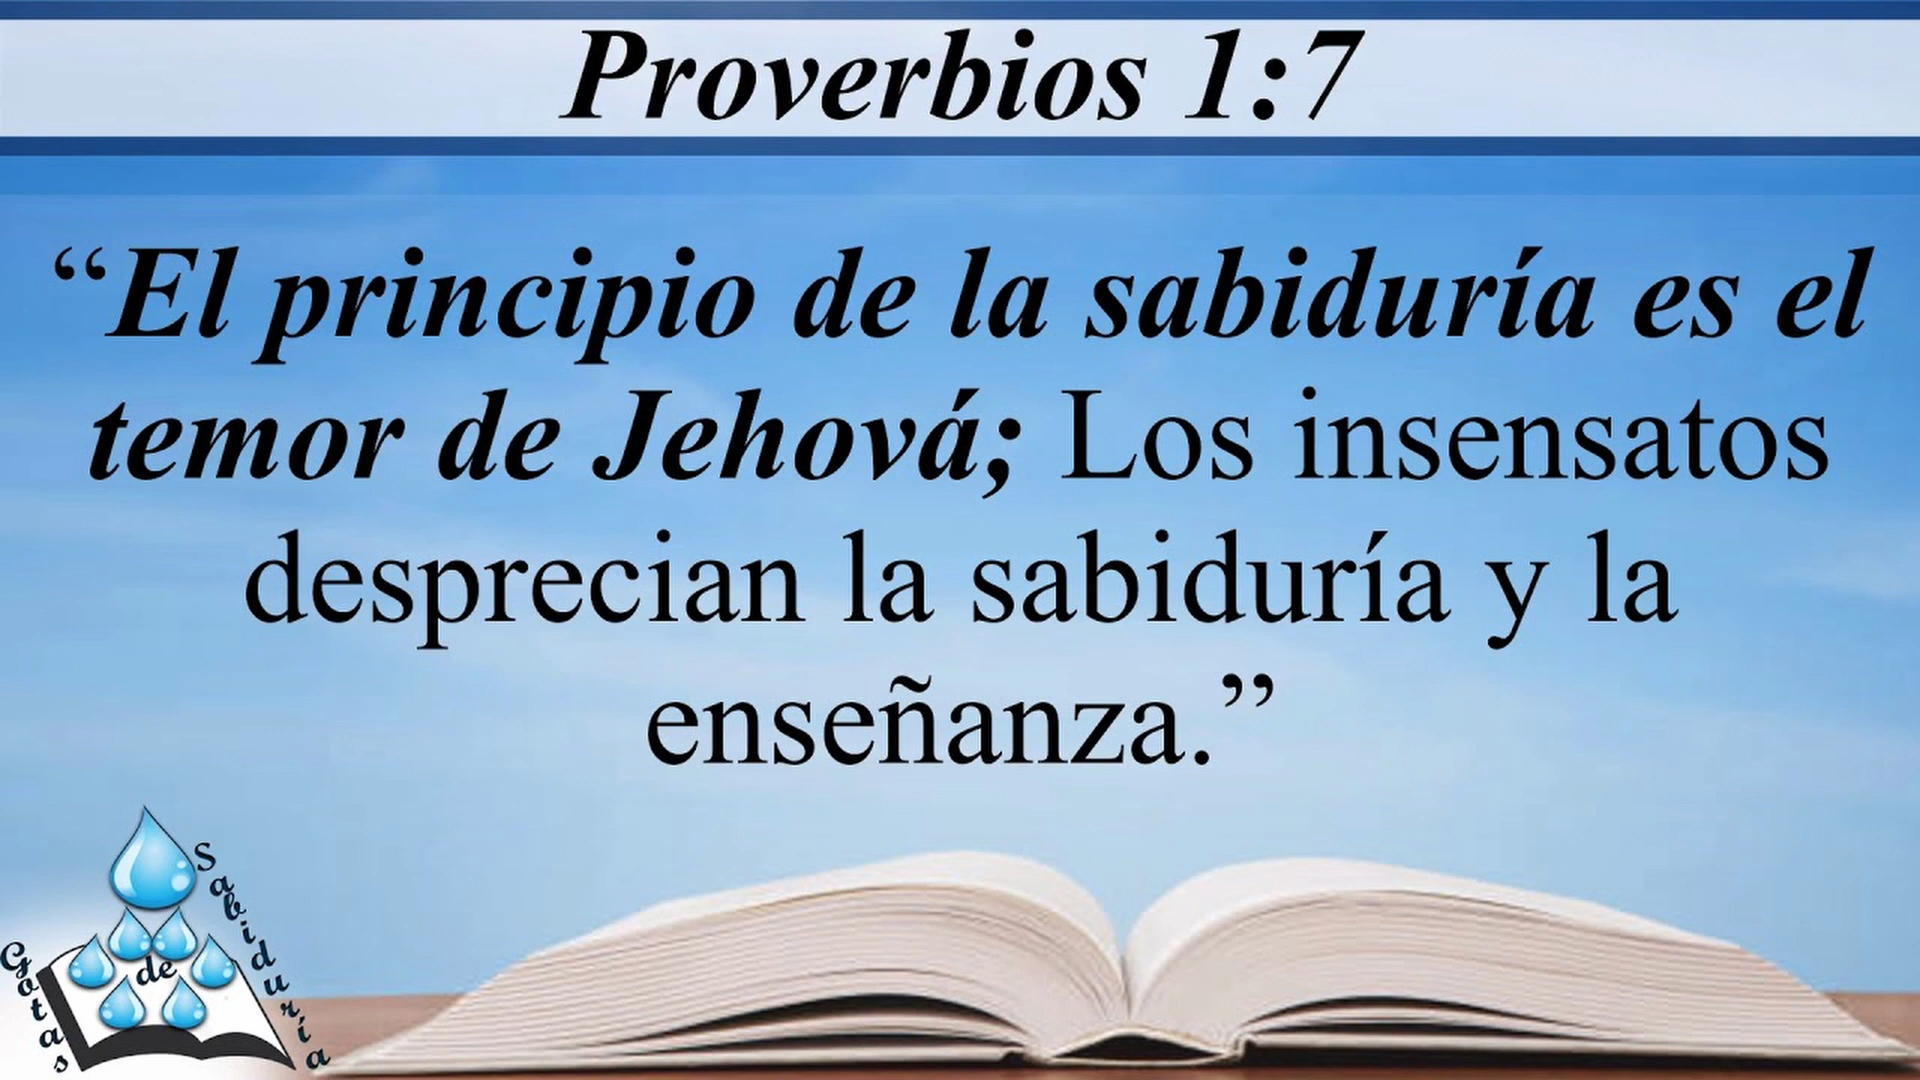 Proverbios 1:7
“El principio de la sabiduría es el
temor de Jehová; Los insensatos
desprecian la sabiduría y la
enseñanza.”
Gotas
de
Sabiduría